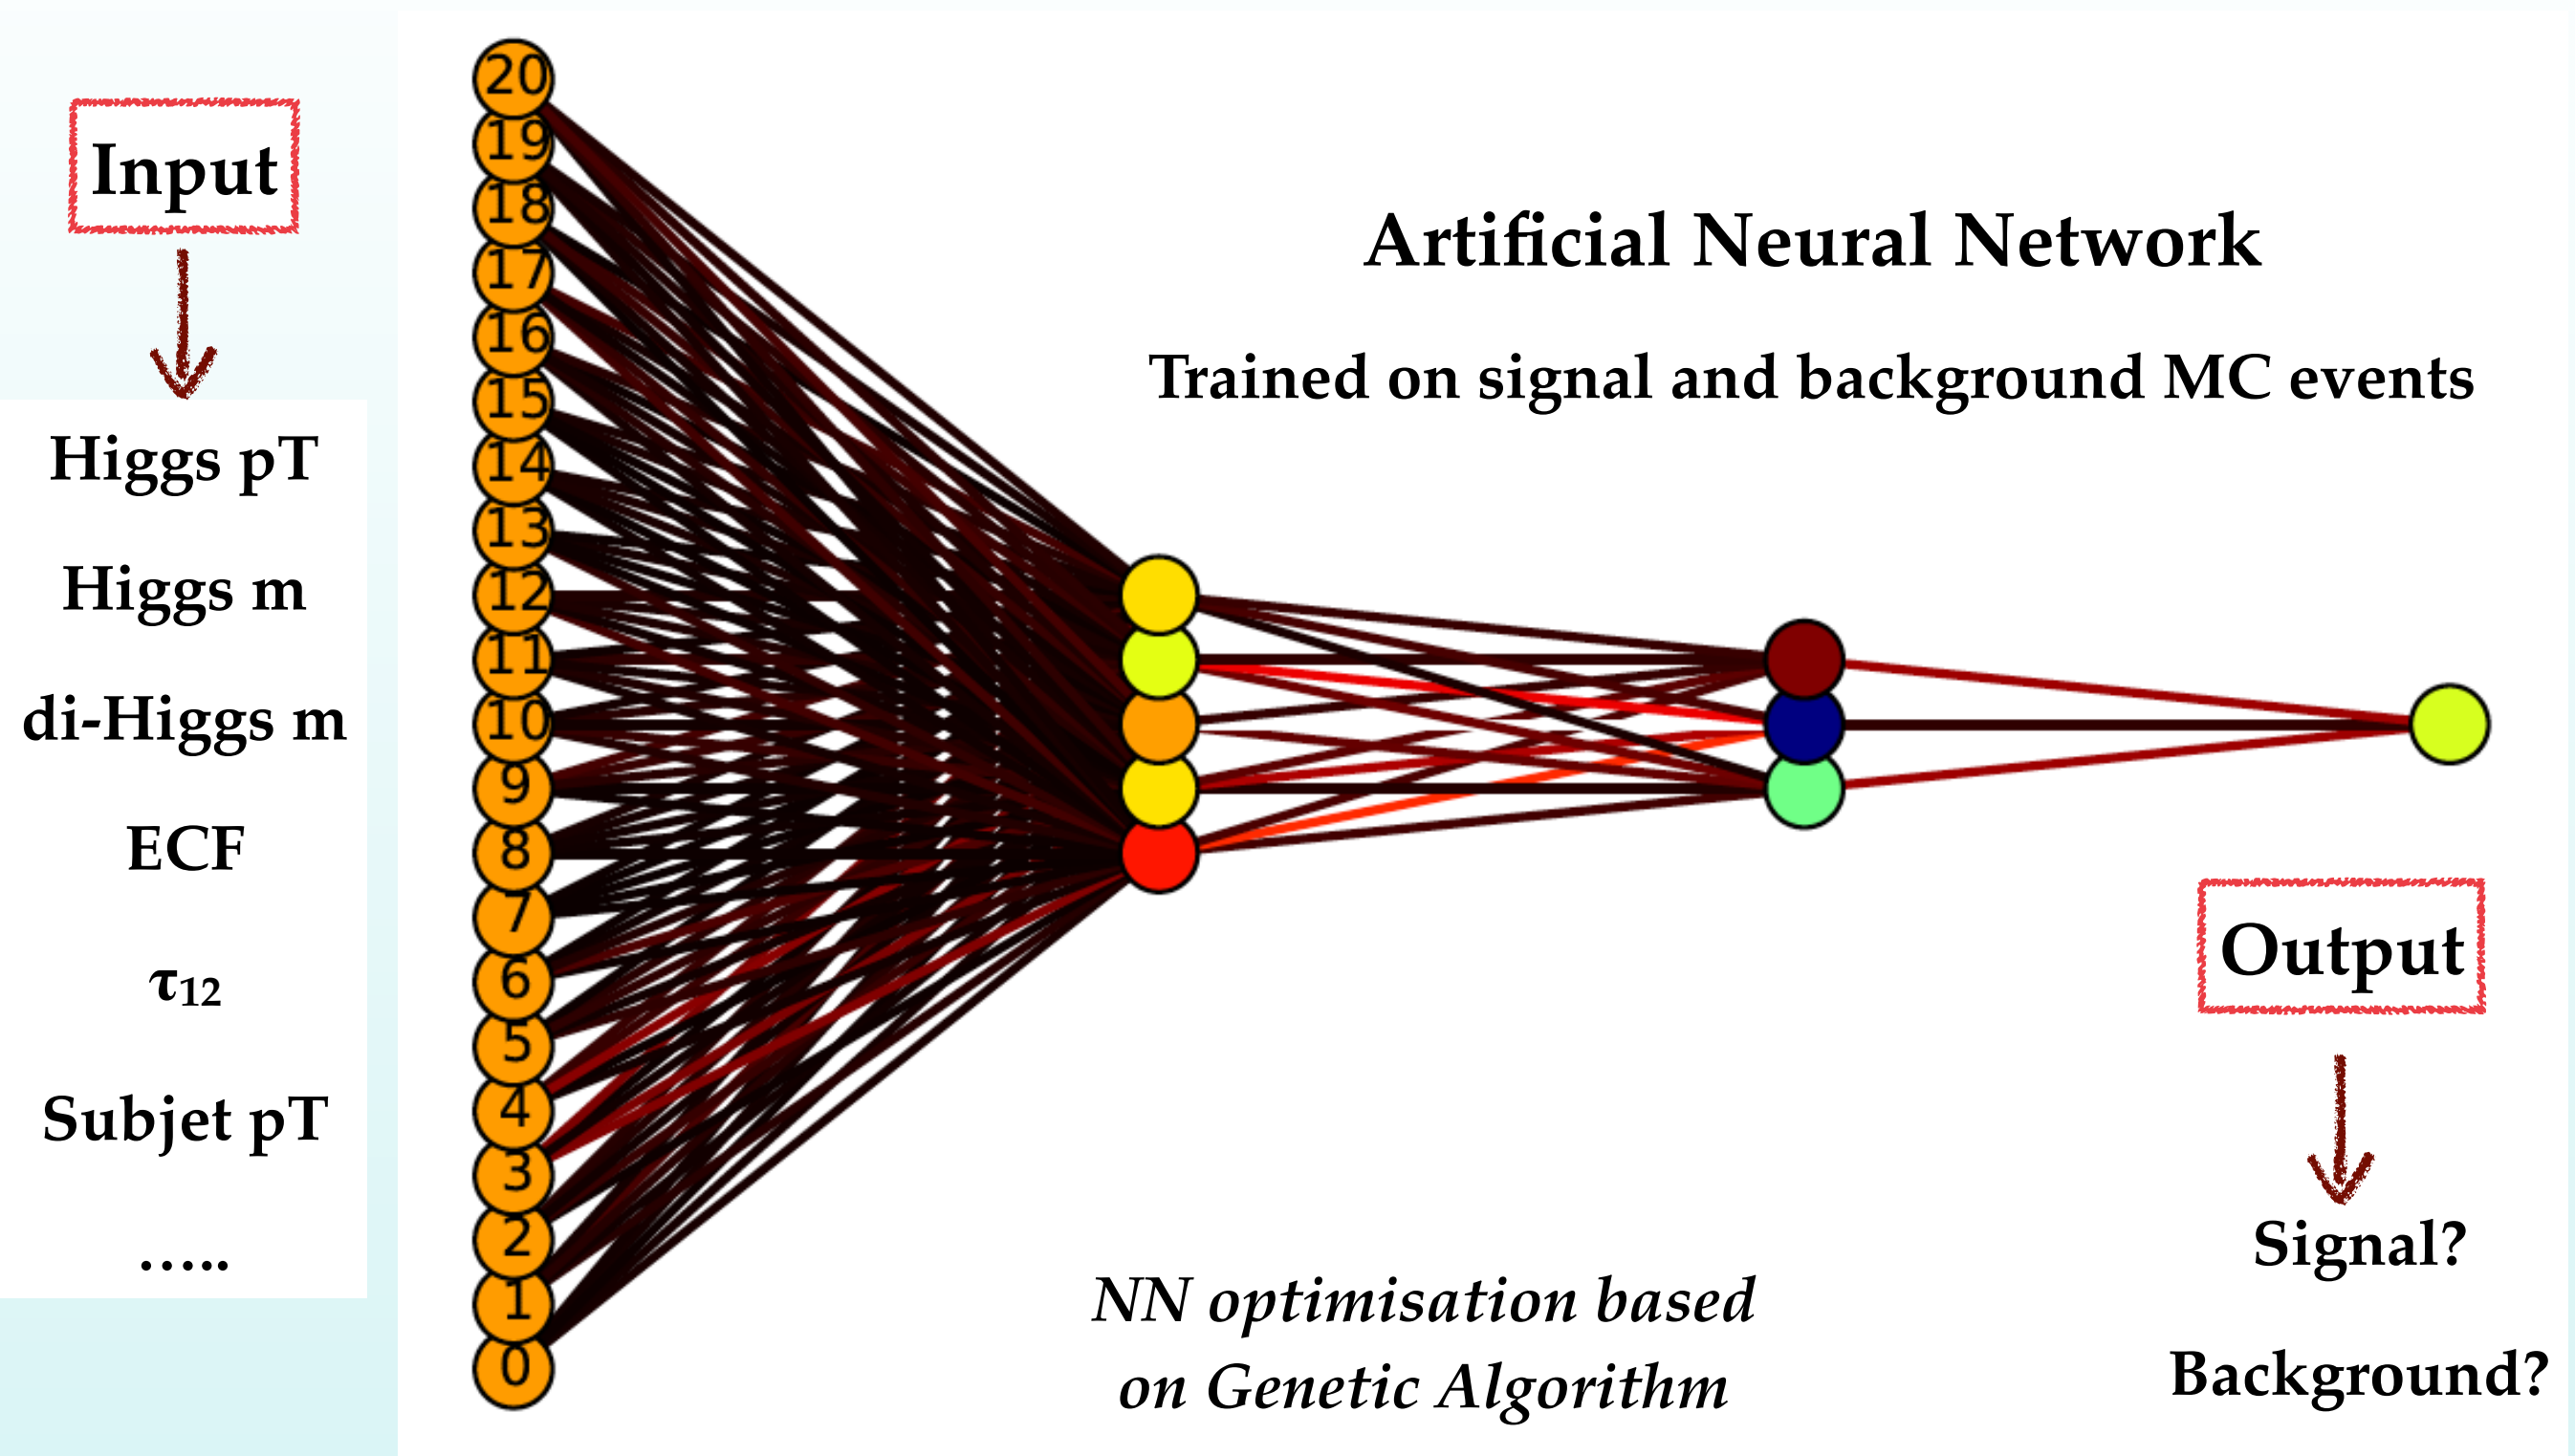 Input
Higgs pT
Higgs m
di-Higgs m
ECF
τ₁₂
Subjet pT
.....
20
19
18
17
16
15
14
13
12
11
10
9
8
7
6
5
4
3
2
1
0
Artificial Neural Network
Trained on signal and background MC events
NN optimisation based
on Genetic Algorithm
Output
Signal?
Background?